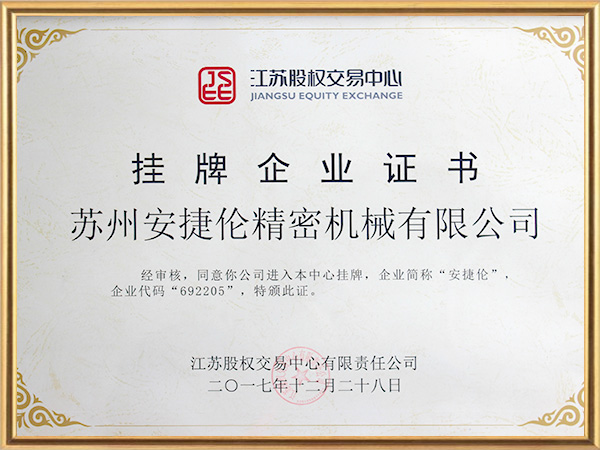 JS
EE
江苏股权交易中心
JIANGSU EQUITY EXCHANGE
挂牌企业证书
苏州安捷伦精密机械有限公司
经审核，同意你公司进入本中心挂牌，企业简称“安捷伦”，
企业代码“692205”，特颁此证。
江苏股权交易中心有限责任公司
二〇一七年十二月二十八日